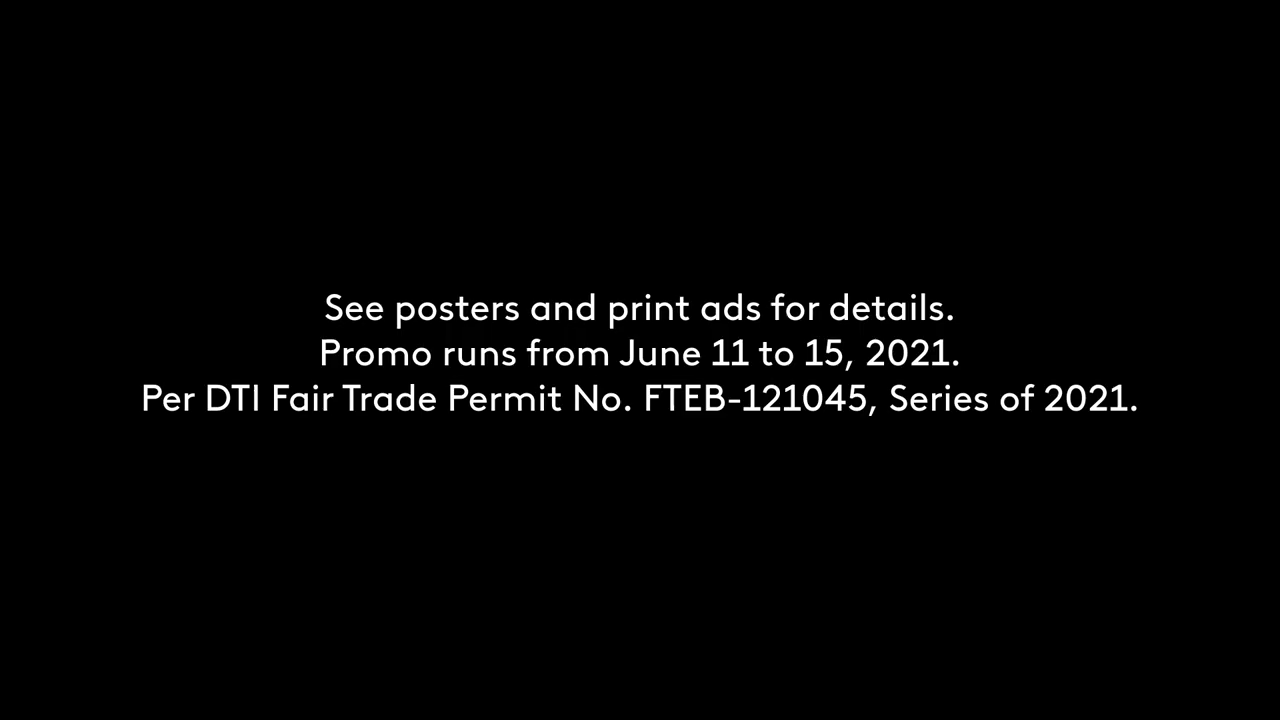 See posters and print ads for details.
Promo runs from June 11 to 15, 2021.
Per DTI Fair Trade Permit No. FTEB-121045, Series of 2021.